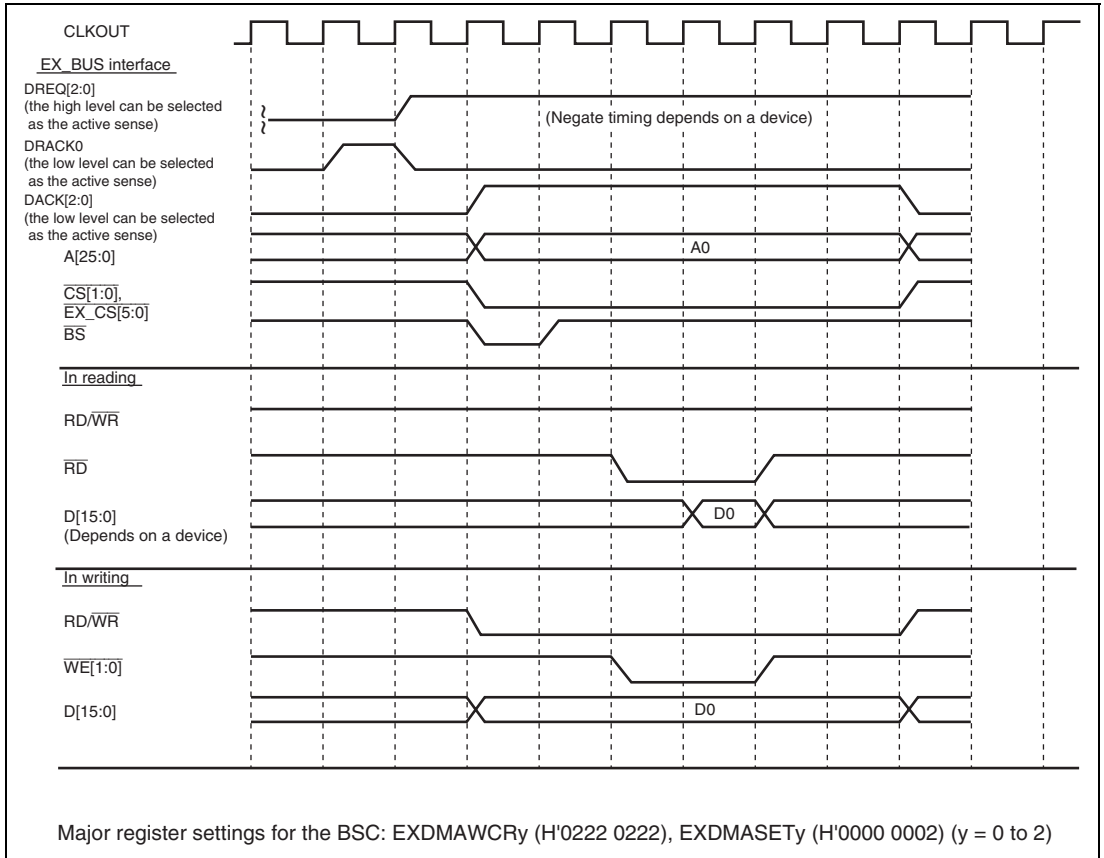 CLKOUT
EX_BUS interface
DREQ[2:0]
(the high level can be selected
as the active sense)
(Negate timing depends on a device)
DRACK0
(the low level can be selected
as the active sense)
DACK[2:0]
(the low level can be selected
as the active sense)
A[25:0]
A0
CS[1:0],
EX_CS[5:0]
BS
In reading
RD/WR
RD
D[15:0]
(Depends on a device)
D0
In writing
RD/WR
WE[1:0]
D[15:0]
D0
Major register settings for the BSC: EXDMAWCRy (H'0222 0222), EXDMASETy (H'0000 0002) (y = 0 to 2)